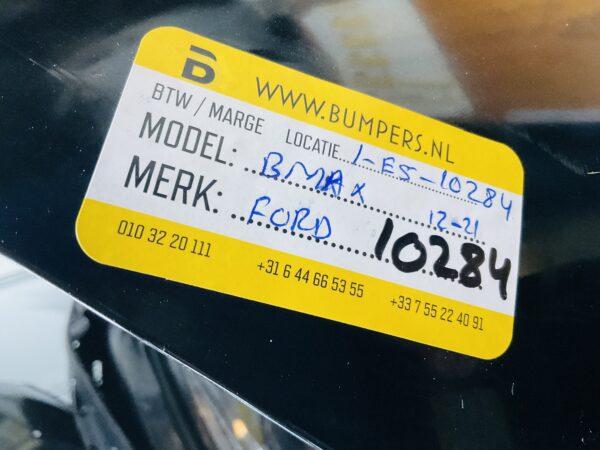 B
WWW.BUMPERS.NL
BTW / MARGE LOCATIE...1-ES-10284
MODEL: BMAX 12-21
MERK: FORD 10284
010 32 20 111 +31 6 44 66 53 55 +33 7 55 22 40 91